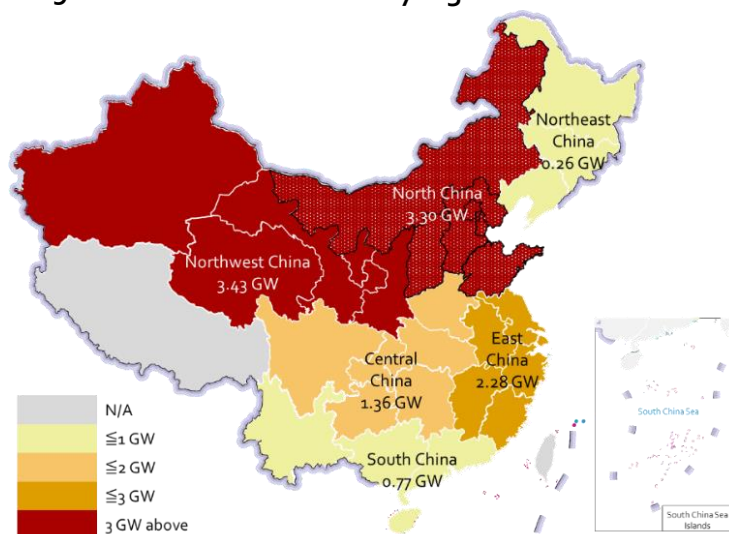 Northeast
China
0.26 GW
North China
3.30 GW
Northwest China
3.43 GW
East
China
2.28 GW
Central
China
1.36 GW
South China
0.77 GW
N/A
≦1 GW
≦2 GW
≦3 GW
3 GW above
South China Sea
South China Sea
Islands